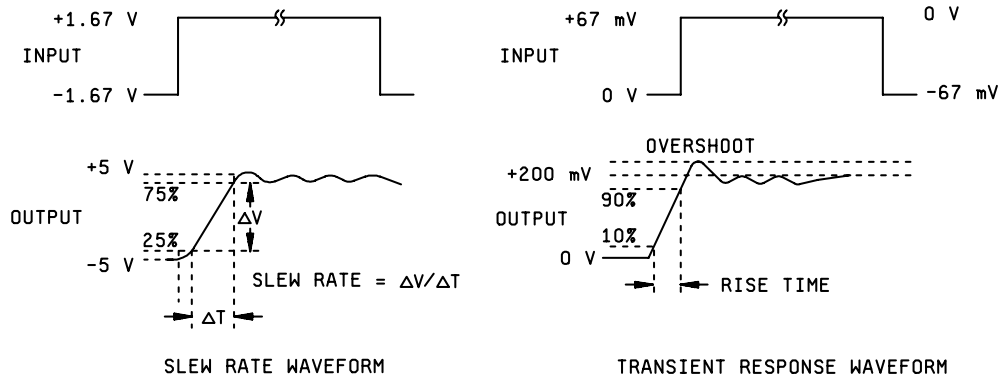 +1.67 V
INPUT
-1.67 V
+5 V
75%
OUTPUT
ΔV
25%
-5 V
SLEW RATE = ΔV/ΔT
ΔT
SLEW RATE WAVEFORM
+67 mV
0 V
INPUT
0 V
-67 mV
OVERSHOOT
+200 mV
90%
OUTPUT
10%
0 V
RISE TIME
TRANSIENT RESPONSE WAVEFORM